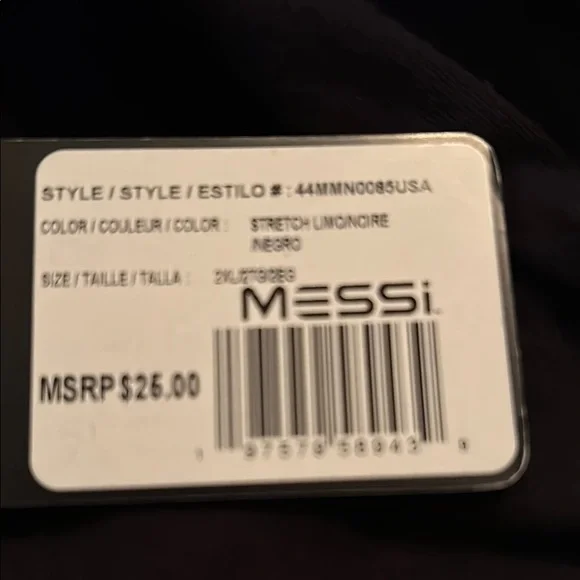 STYLE / STYLE / ESTILO # : 44MMN0085USA
COLOR / COULEUR / COLOR : STRETCH LIMO/NOIRE
NEGRO
SIZE / TAILLE / TALLA :
MESSi
MSRP $25.00